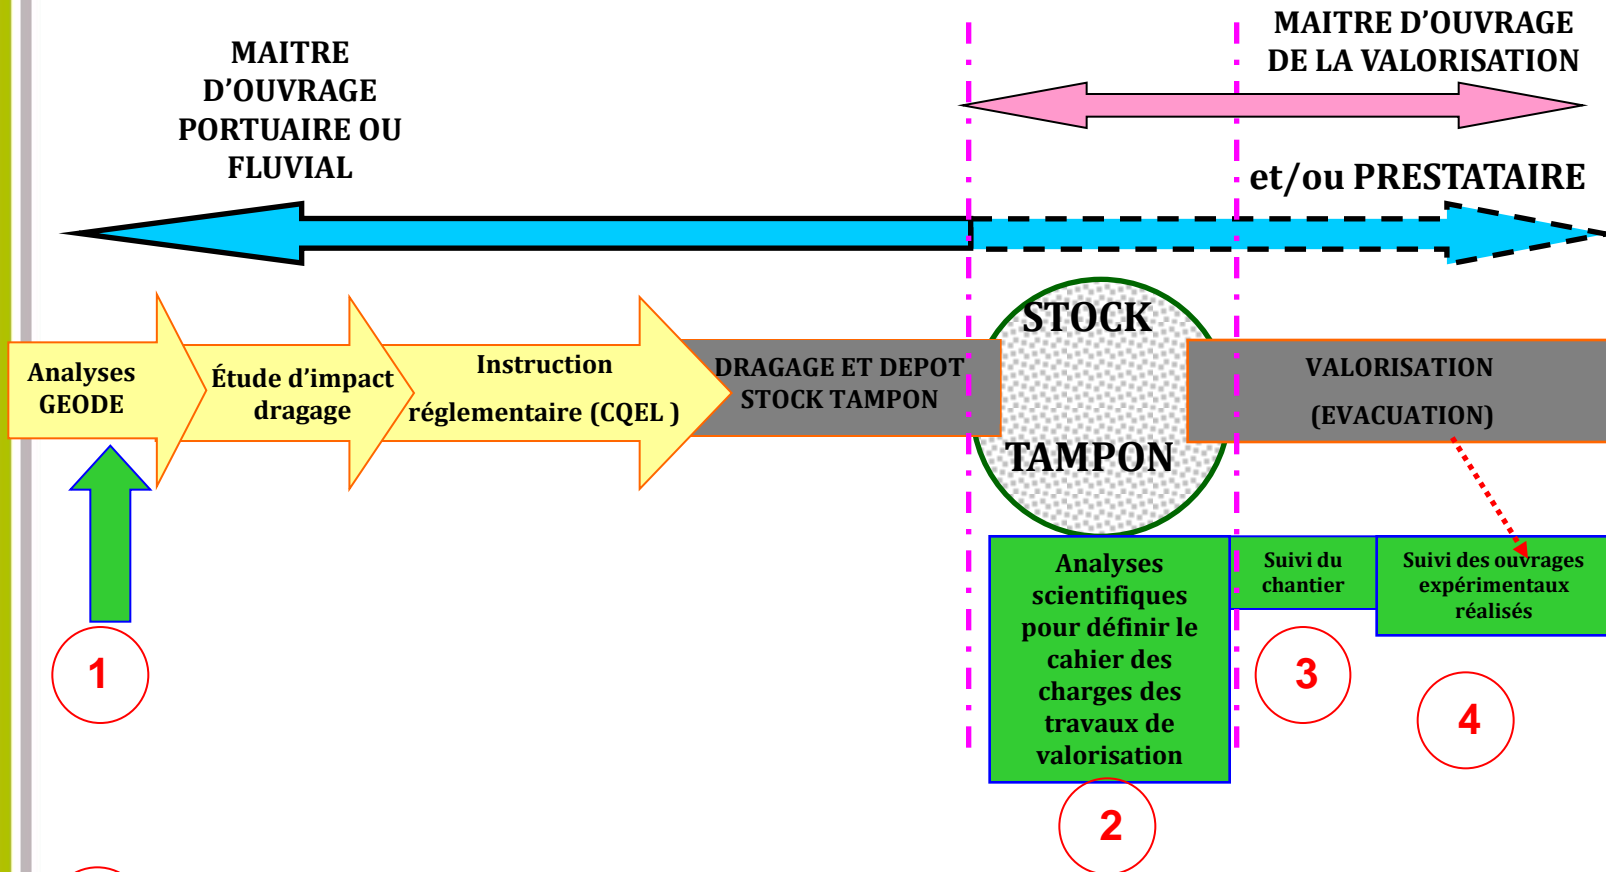 MAITRE
D’OUVRAGE
PORTUAIRE OU
FLUVIAL
MAITRE D’OUVRAGE
DE LA VALORISATION
et/ou PRESTATAIRE
Analyses
GEODE
Étude d’impact
dragage
Instruction
réglementaire (CQEL )
DRAGAGE ET DEPOT
STOCK TAMPON
STOCK
TAMPON
VALORISATION
(EVACUATION)
Analyses
scientifiques
pour définir le
cahier des
charges des
travaux de
valorisation
Suivi du
chantier
Suivi des ouvrages
expérimentaux
réalisés
1
2
3
4